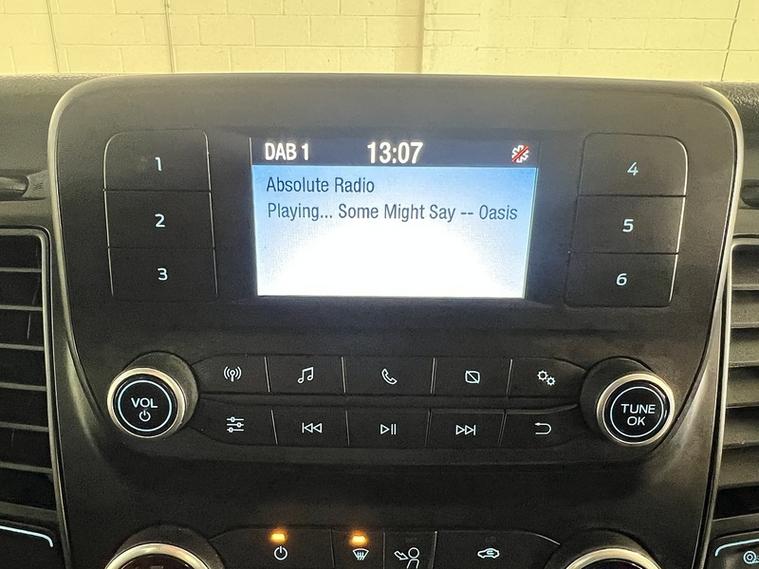 DAB 1 13:07
Absolute Radio
Playing... Some Might Say -- Oasis
1
2
3
4
5
6
VOL
TUNE
OK